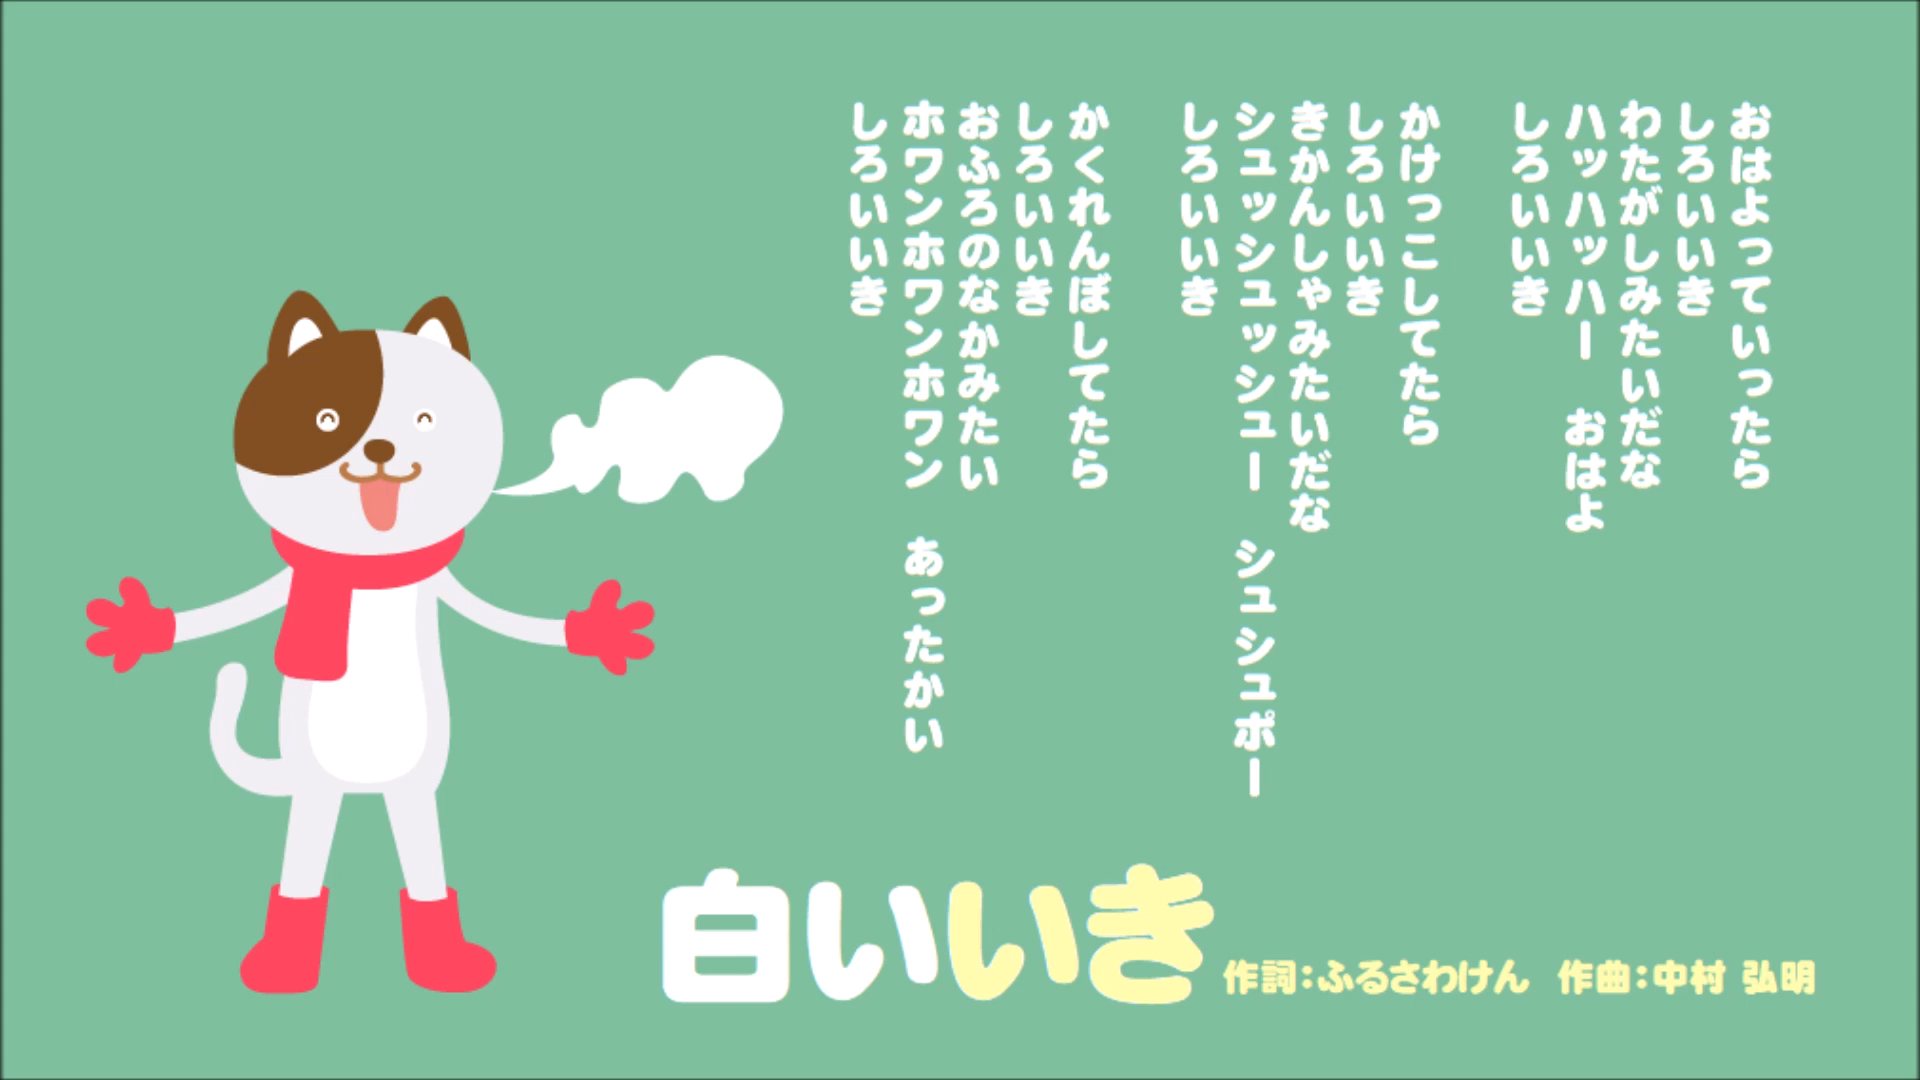 おはよっていったら
しろいいき
わたがしみたいだな
ハッハッハー　おはよ
しろいいき
かけっこしてたら
しろいいき
きかんしゃみたいだな
シュッシュッシュー　シュシュポー
しろいいき
かくれんぼしてたら
しろいいき
おふろのなかみたい
ホワンホワンホワン　あったかい
しろいいき
白いいき
作詞：ふるさわけん　作曲：中村 弘明